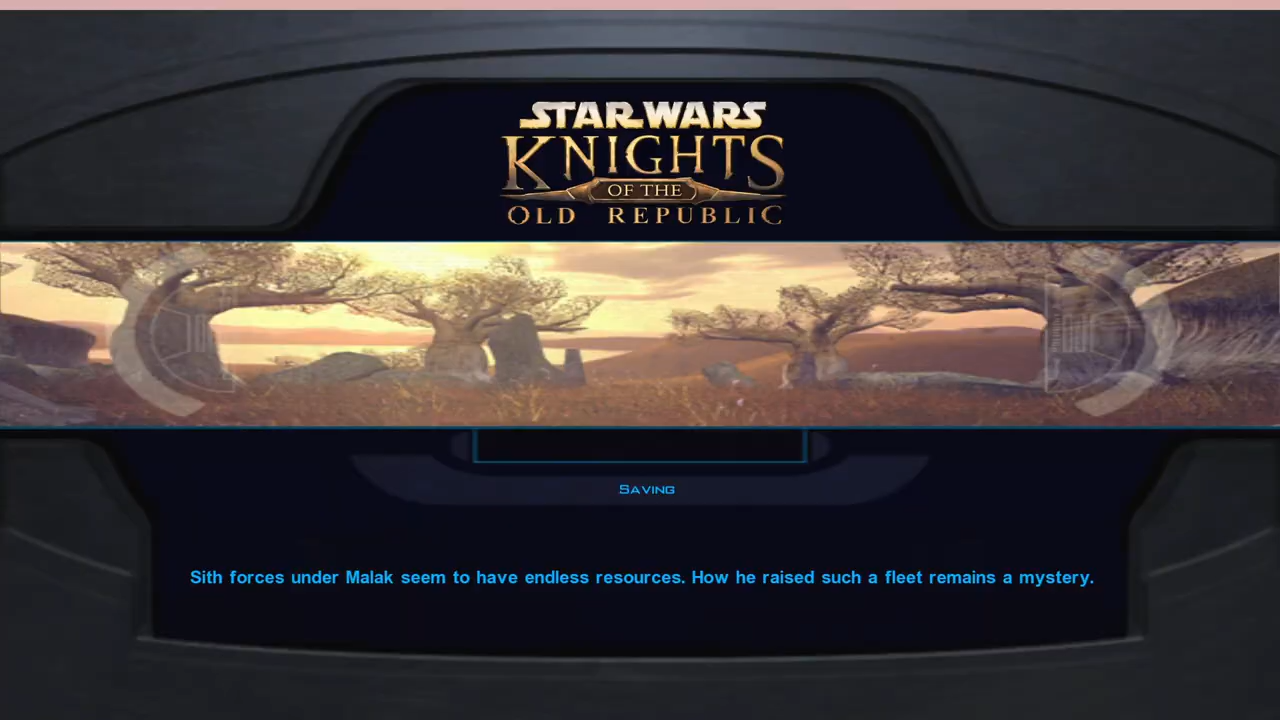 STAR WARS
KNIGHTS
OF THE
OLD REPUBLIC
Saving
Sith forces under Malak seem to have endless resources. How he raised such a fleet remains a mystery.